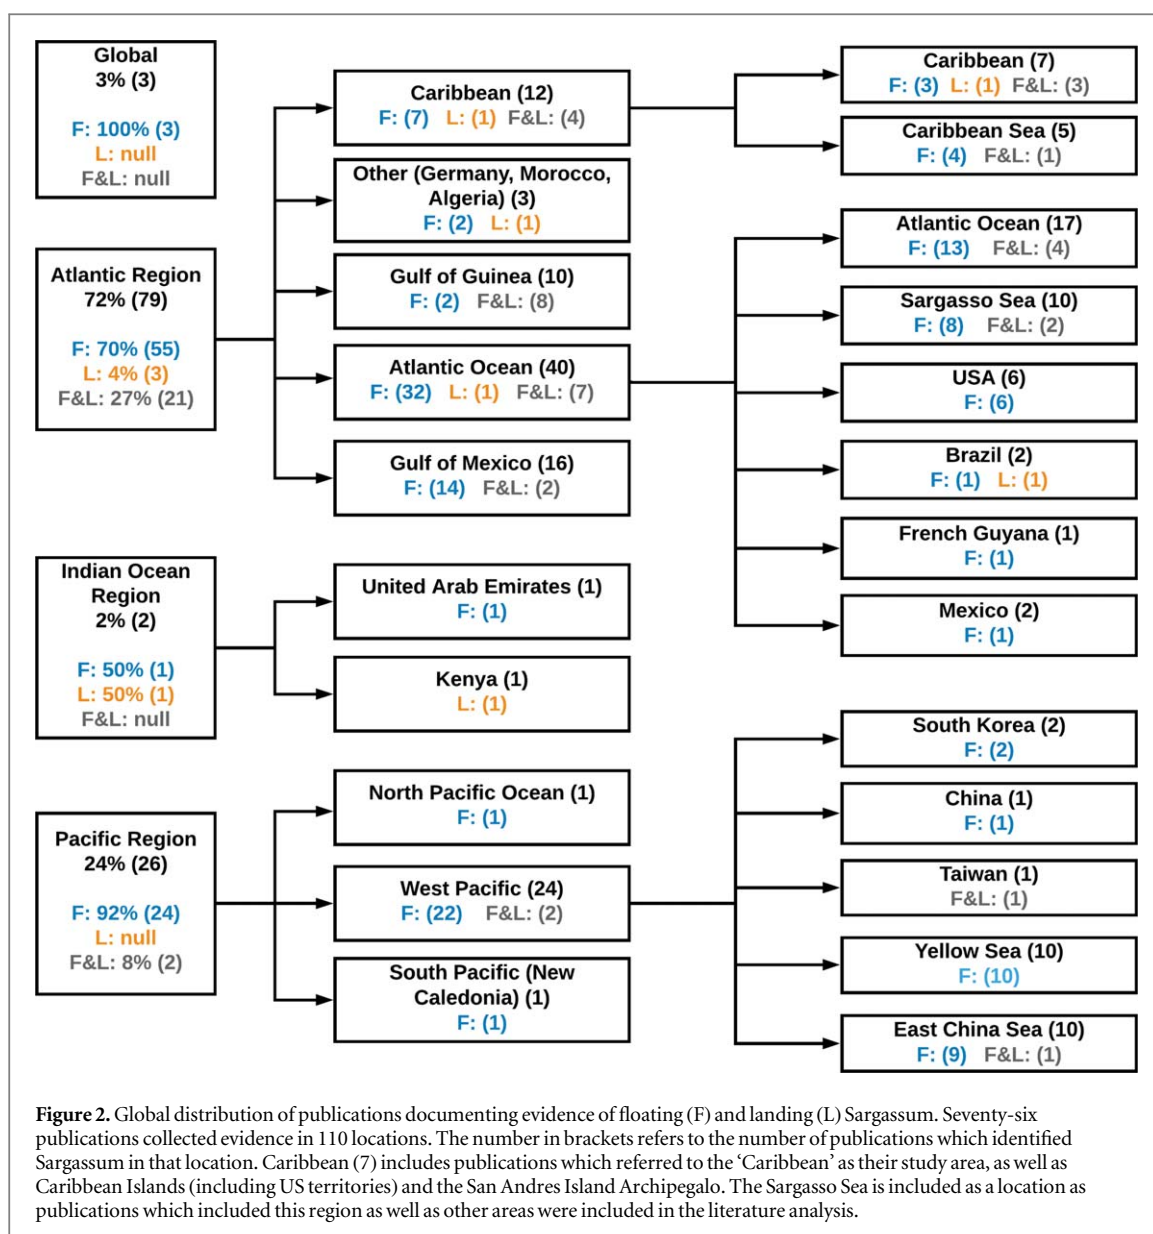 Global
3% (3)
F: 100% (3)
L: null
F&L: null
Atlantic Region
72% (79)
F: 70% (55)
L: 4% (3)
F&L: 27% (21)
Indian Ocean
Region
2% (2)
F: 50% (1)
L: 50% (1)
F&L: null
Pacific Region
24% (26)
F: 92% (24)
L: null
F&L: 8% (2)
Caribbean (12)
F: (7) L: (1) F&L: (4)
Other (Germany, Morocco,
Algeria) (3)
F: (2) L: (1)
Gulf of Guinea (10)
F: (2) F&L: (8)
Atlantic Ocean (40)
F: (32) L: (1) F&L: (7)
Gulf of Mexico (16)
F: (14) F&L: (2)
United Arab Emirates (1)
F: (1)
Kenya (1)
L: (1)
North Pacific Ocean (1)
F: (1)
West Pacific (24)
F: (22) F&L: (2)
South Pacific (New
Caledonia) (1)
F: (1)
Caribbean (7)
F: (3) L: (1) F&L: (3)
Caribbean Sea (5)
F: (4) F&L: (1)
Atlantic Ocean (17)
F: (13) F&L: (4)
Sargasso Sea (10)
F: (8) F&L: (2)
USA (6)
F: (6)
Brazil (2)
F: (1) L: (1)
French Guyana (1)
F: (1)
Mexico (2)
F: (1)
South Korea (2)
F: (2)
China (1)
F: (1)
Taiwan (1)
F&L: (1)
Yellow Sea (10)
F: (10)
East China Sea (10)
F: (9) F&L: (1)
Figure 2. Global distribution of publications documenting evidence of floating (F) and landing (L) Sargassum. Seventy-six
publications collected evidence in 110 locations. The number in brackets refers to the number of publications which identified
Sargassum in that location. Caribbean (7) includes publications which referred to the ‘Caribbean’ as their study area, as well as
Caribbean Islands (including US territories) and the San Andres Island Archipegalo. The Sargasso Sea is included as a location as
publications which included this region as well as other areas were included in the literature analysis.